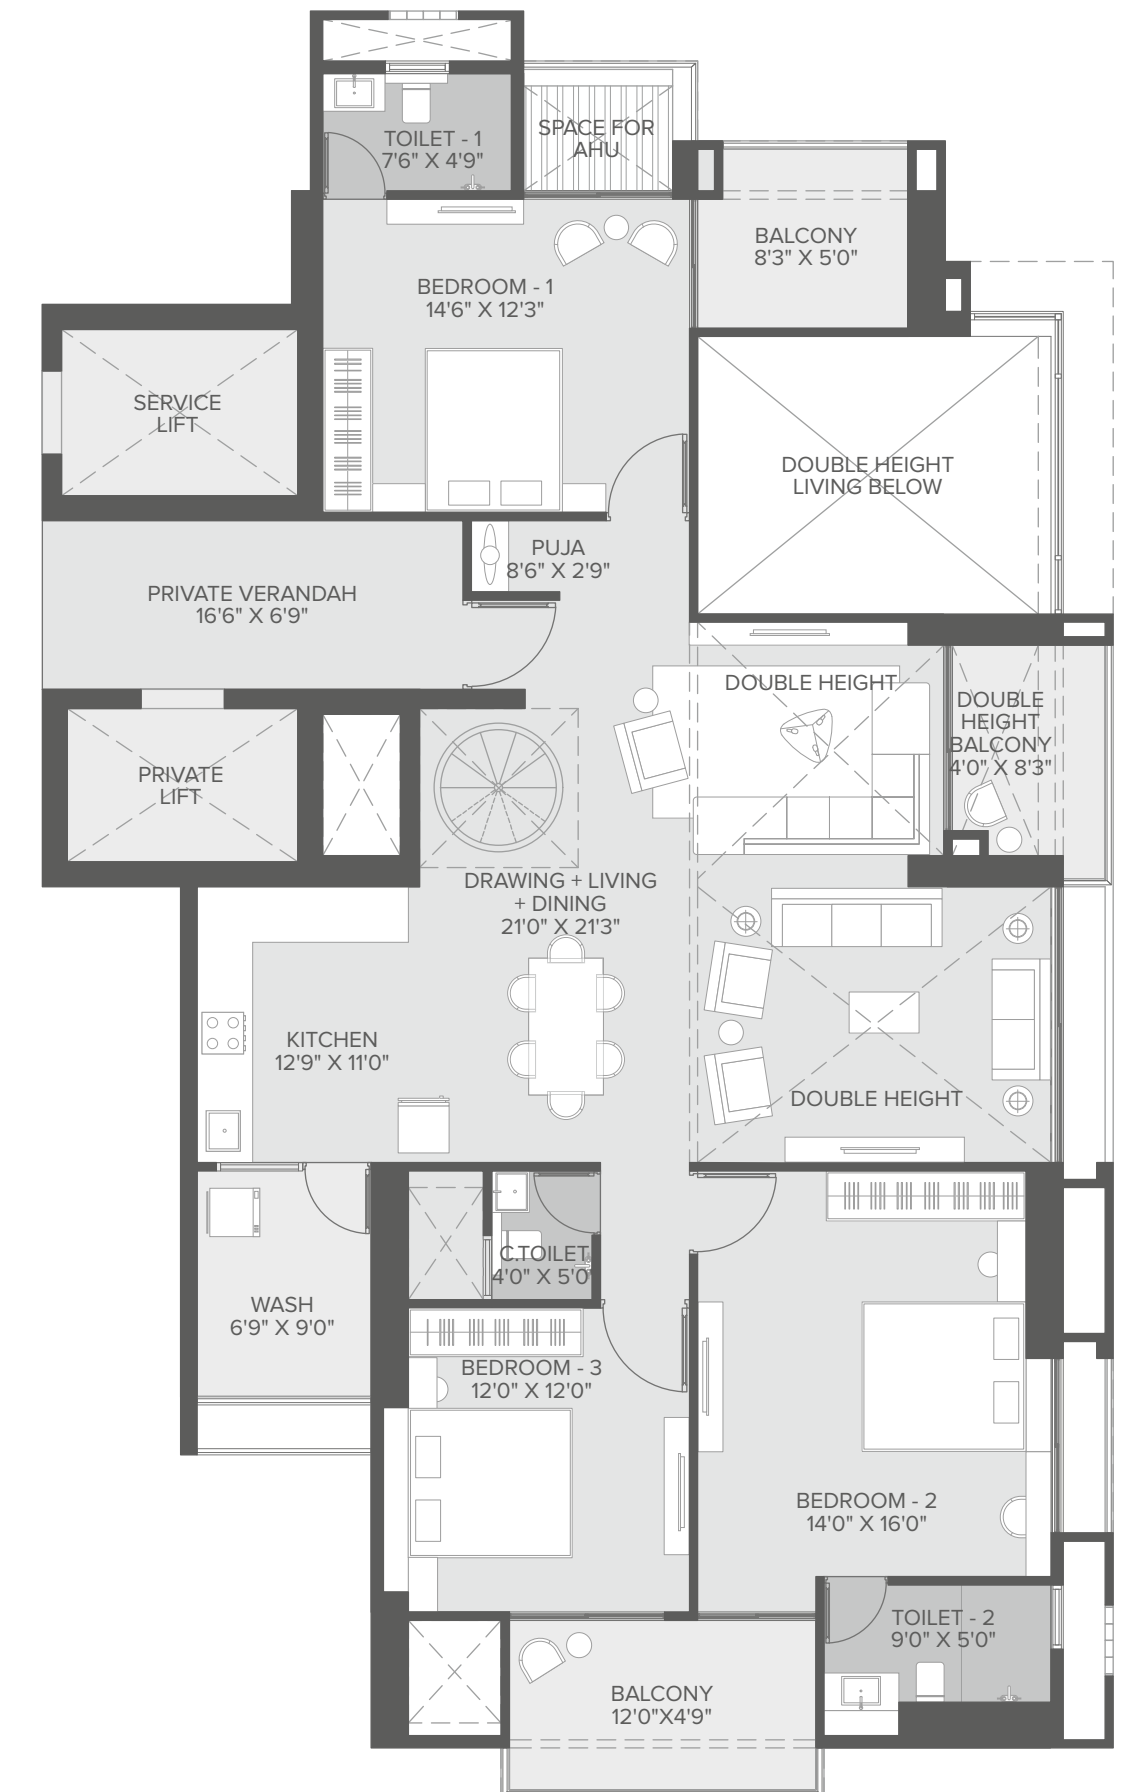 TOILET - 1
7'6" X 4'9"
SPACE FOR
AHU
BALCONY
8'3" X 5'0"
BEDROOM - 1
14'6" X 12'3"
SERVICE
LIFT
DOUBLE HEIGHT
LIVING BELOW
PUJA
8'6" X 2'9"
PRIVATE VERANDAH
16'6" X 6'9"
DOUBLE HEIGHT
DOUBLE
HEIGHT
BALCONY
4'0" X 8'3"
PRIVATE
LIFT
DRAWING + LIVING
+ DINING
21'0" X 21'3"
KITCHEN
12'9" X 11'0"
DOUBLE HEIGHT
C.TOILET
4'0" X 5'0"
WASH
6'9" X 9'0"
BEDROOM - 3
12'0" X 12'0"
BEDROOM - 2
14'0" X 16'0"
TOILET - 2
9'0" X 5'0"
BALCONY
12'0"X4'9"